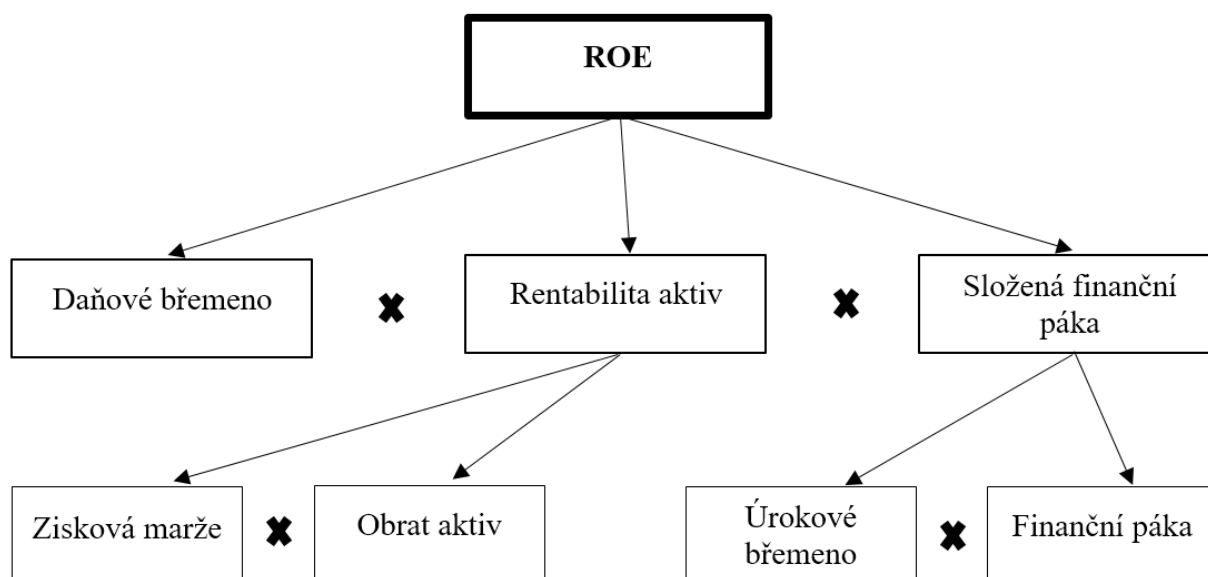 ROE
Daňové břemeno
Rentabilita aktiv
Složená finanční
páka
Zisková marže
Obrat aktiv
Úrokové
břemeno
Finanční páka